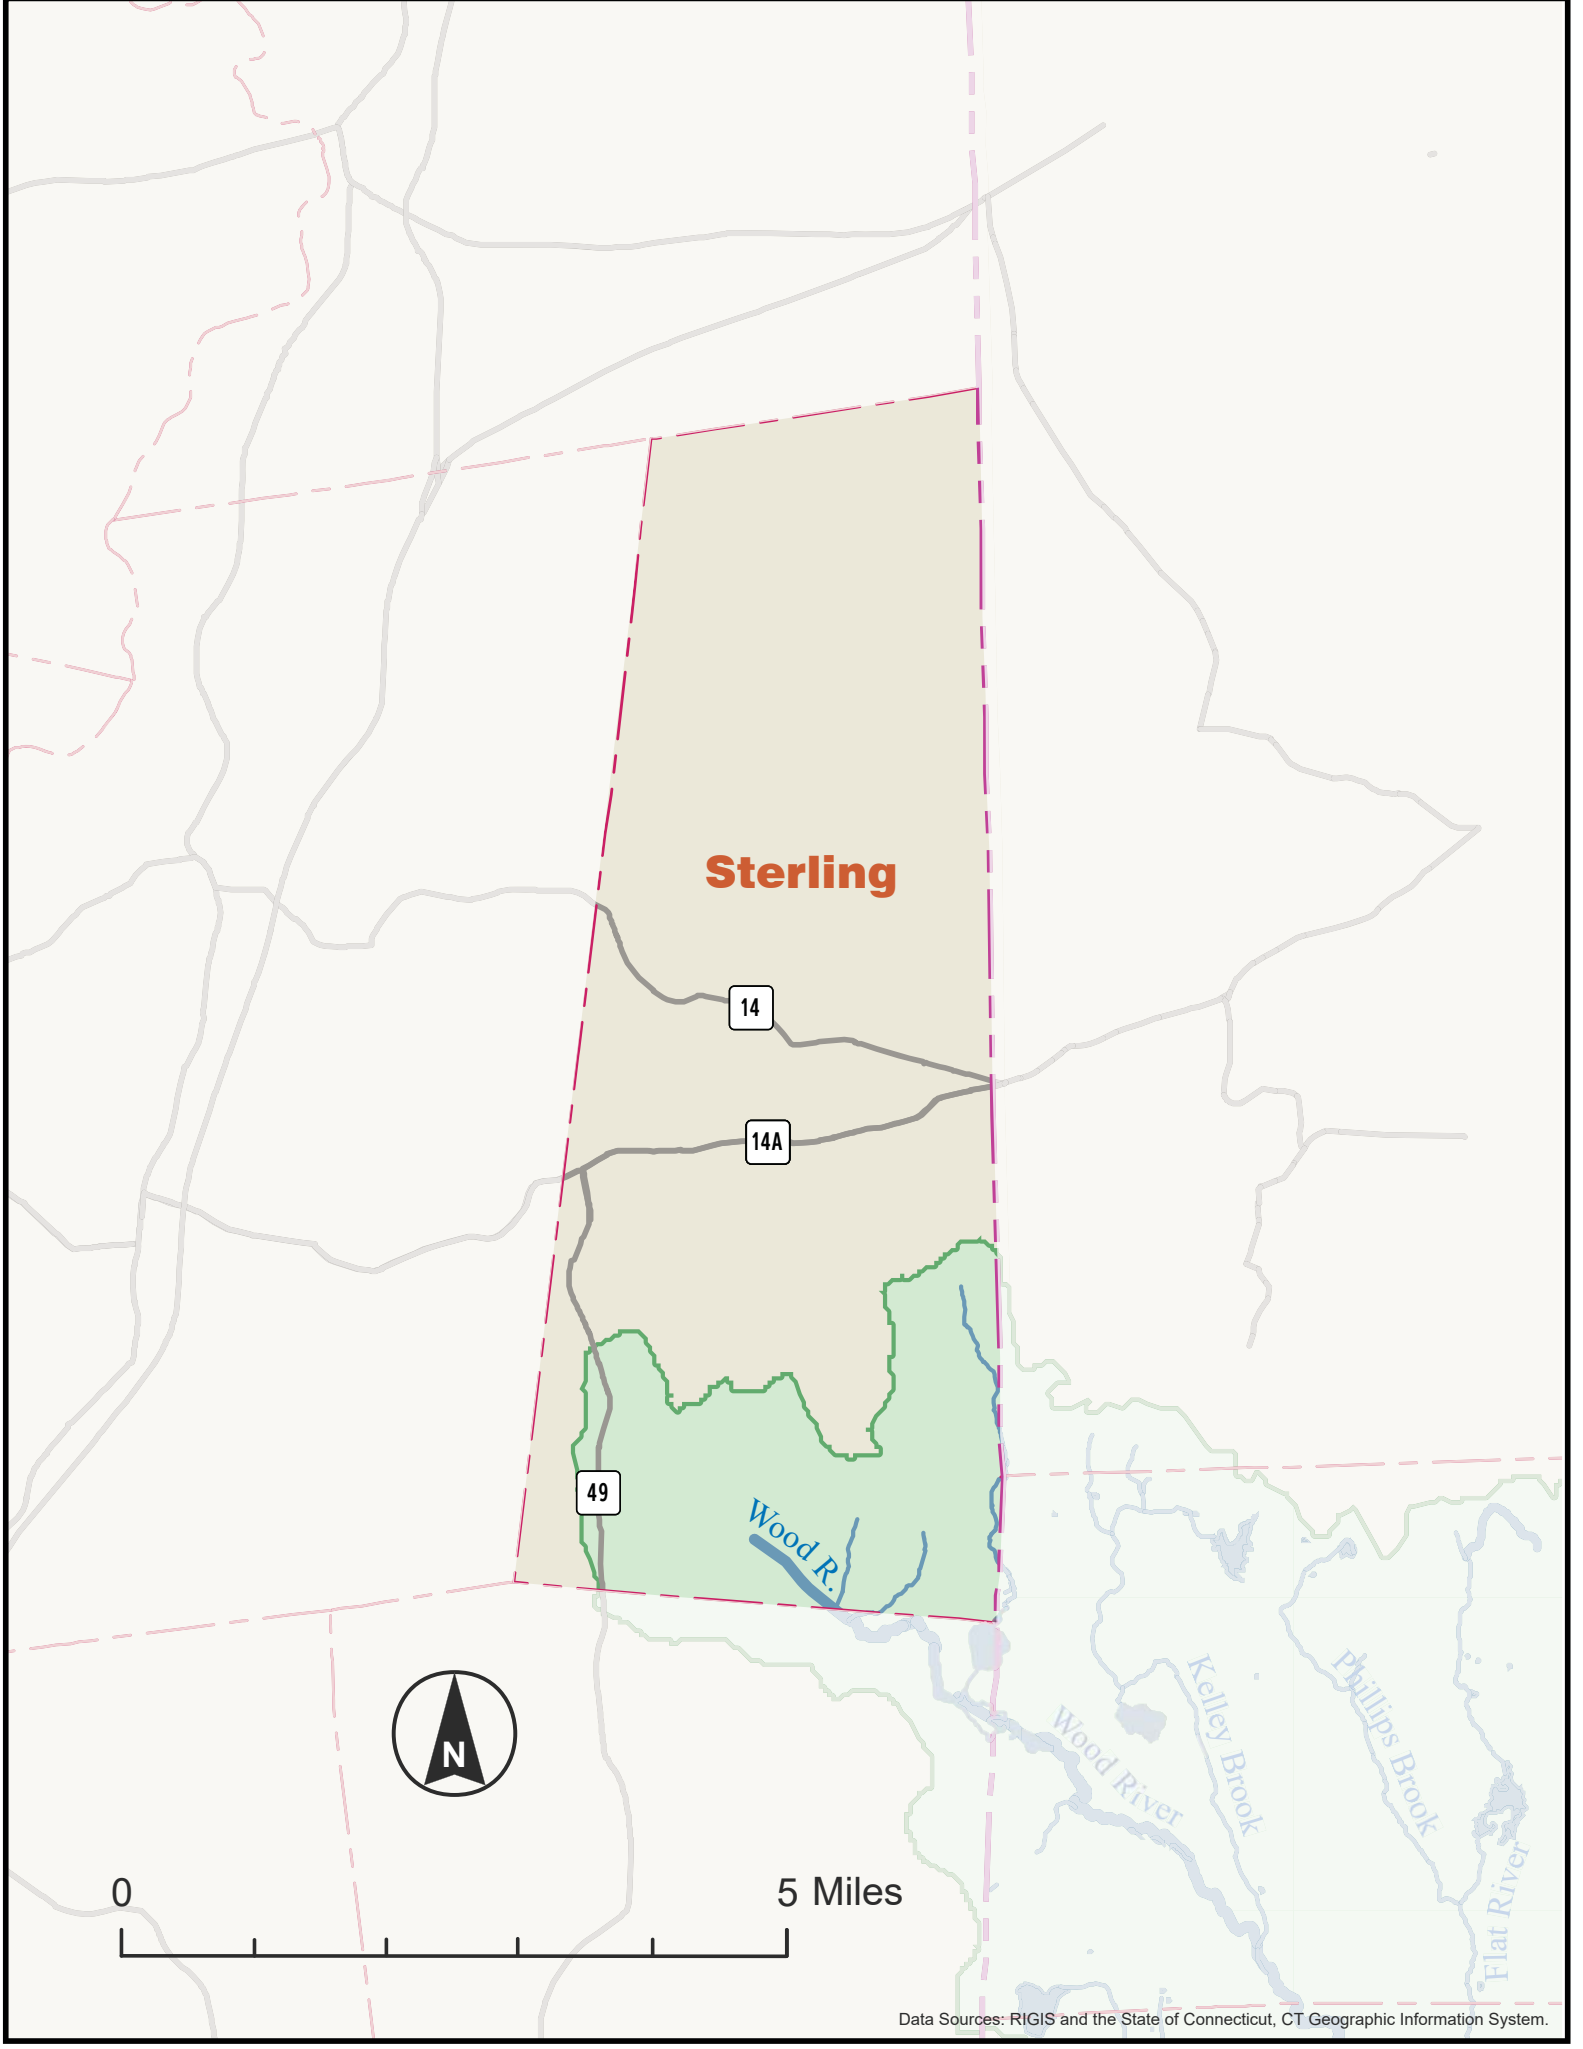 Sterling
14
14A
49
Wood R.
N
Wood River
Kelley Brook
Phillips Brook
Flat River
0
5 Miles
Data Sources: RIGIS and the State of Connecticut, CT Geographic Information System.